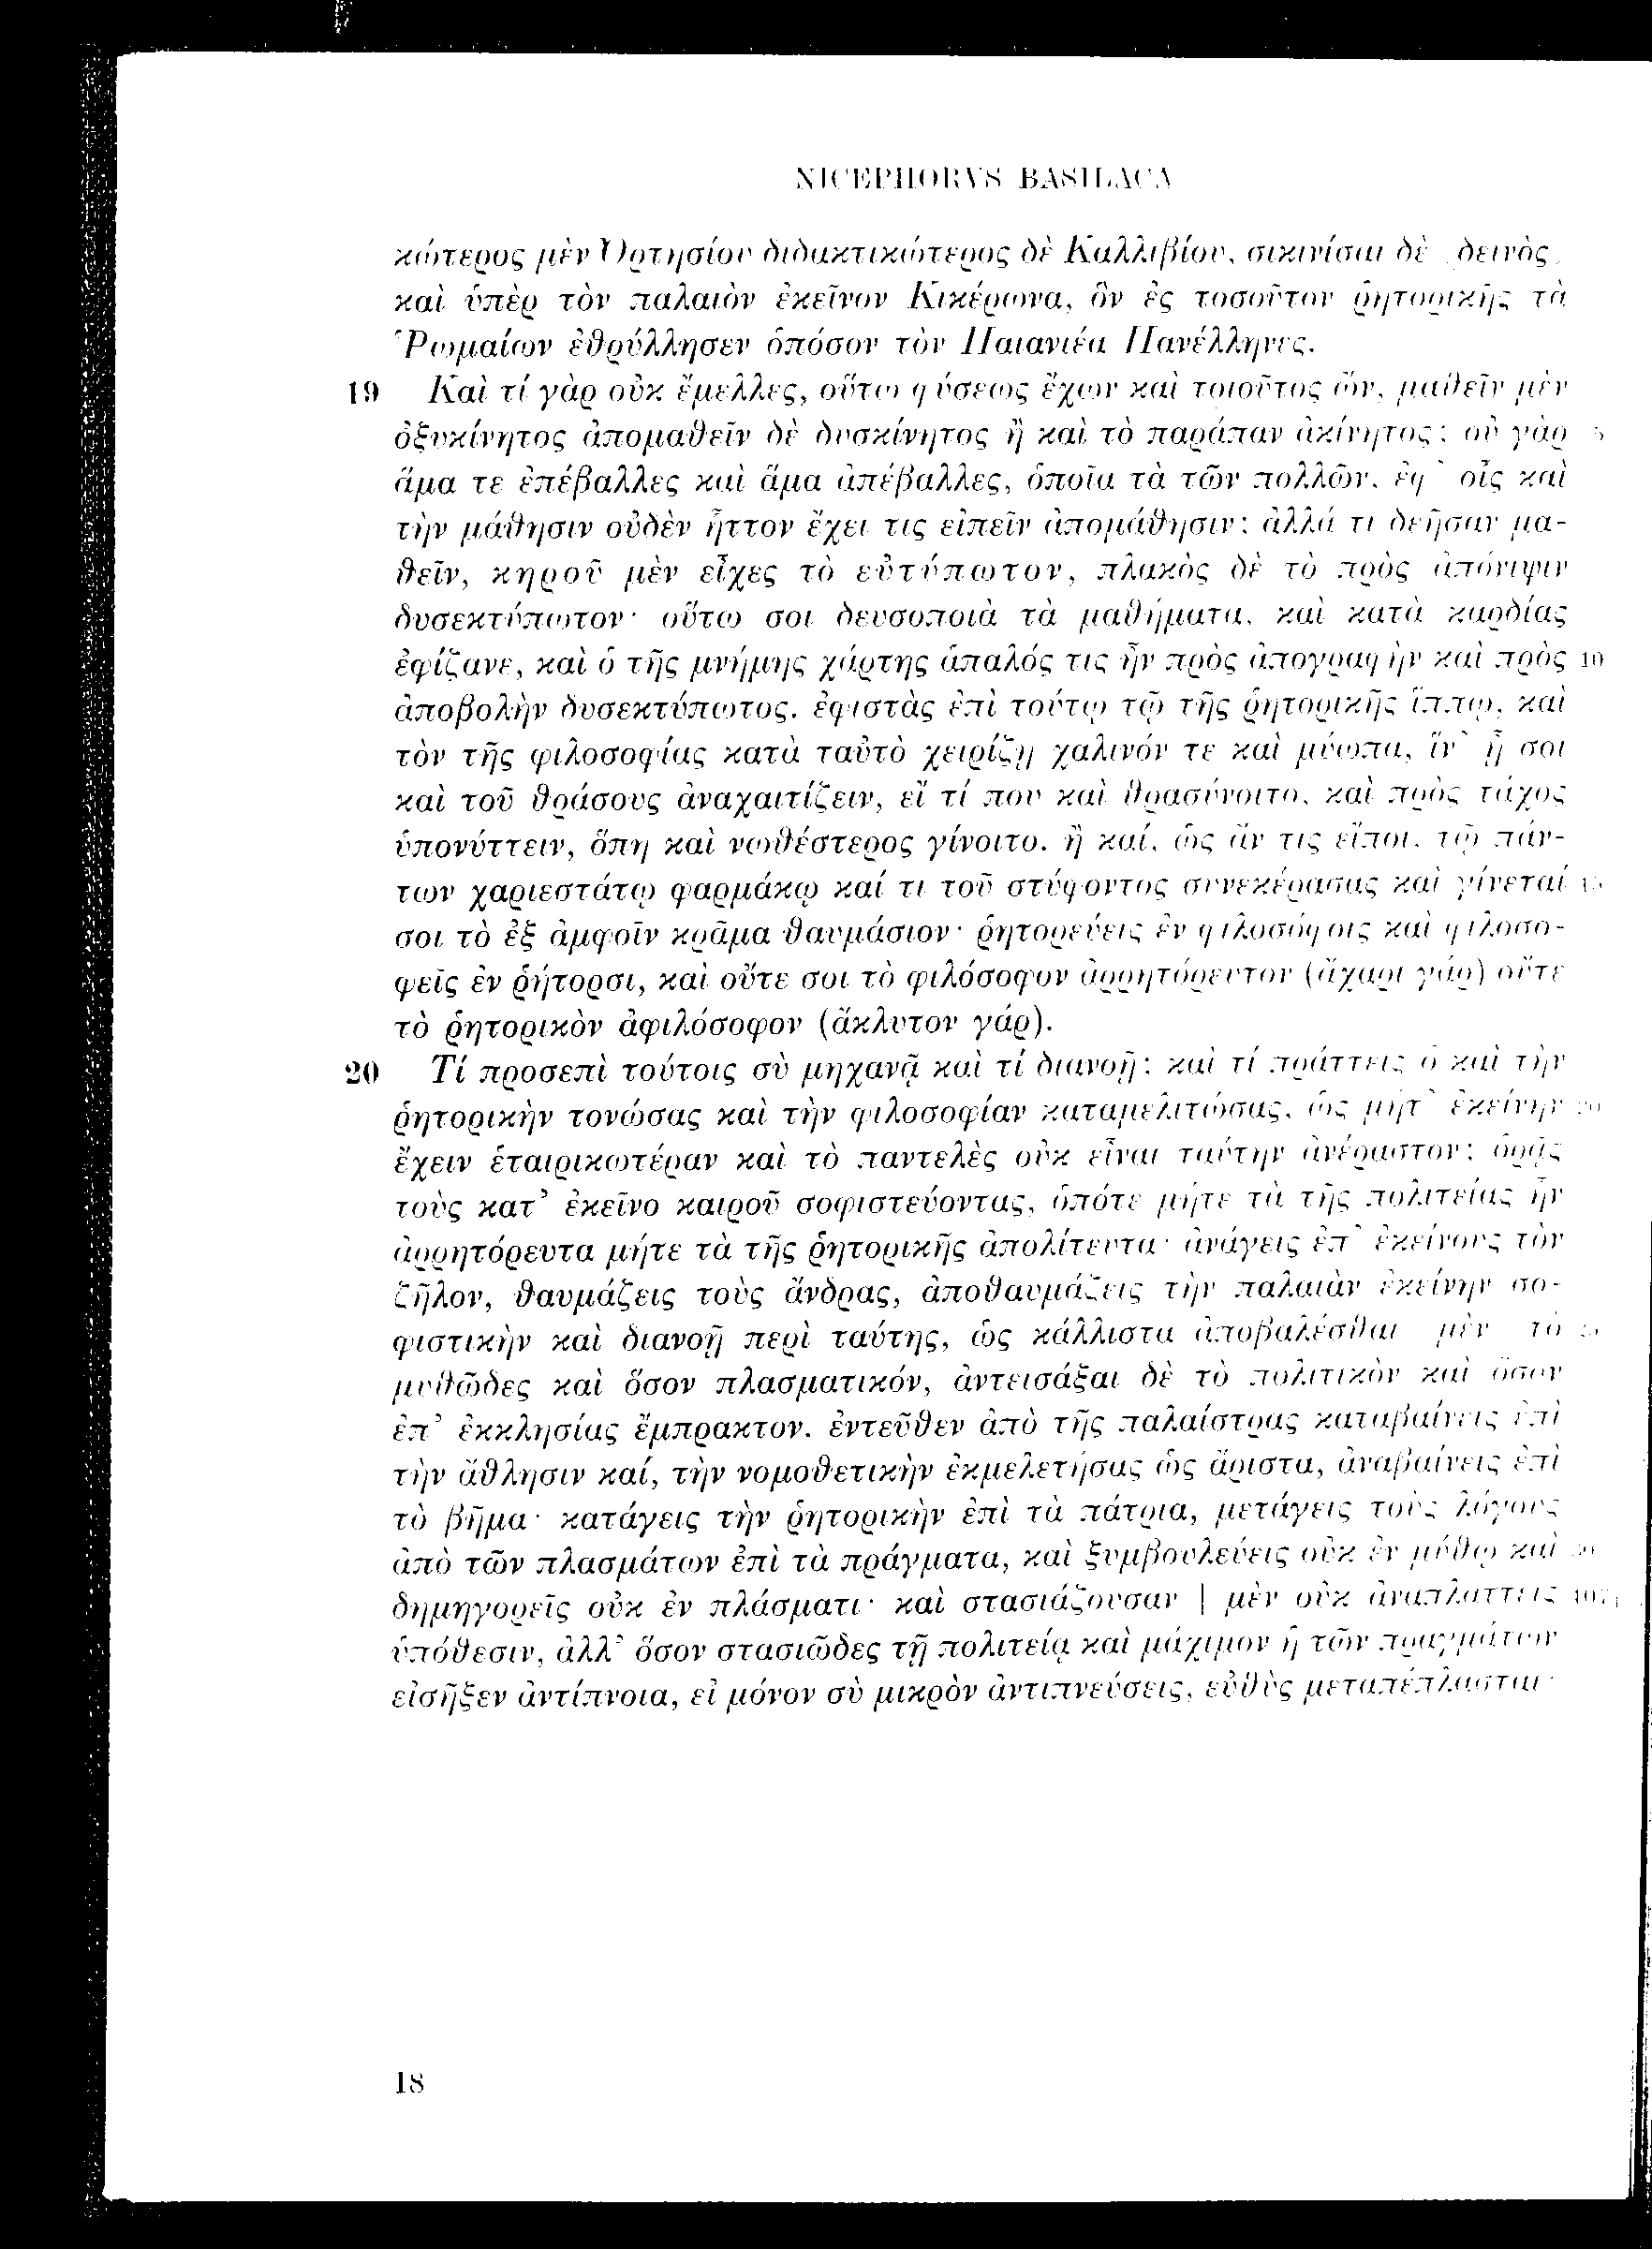 NICEPHORVS BASILACA
κώτερος μὲν Ὁρτησίου διδακτικώτερος δὲ Καλλιβίου, σικινίσαι δὲ δεινὸς
καὶ ὑπὲρ τὸν παλαιὸν ἐκεῖνον Κικέρωνα, ὃν ἐς τοσοῦτον ῥητορικῆς τὰ
Ῥωμαίων ἐθρύλλησεν ὁπόσον τὸν Παιανιέα Πανέλληνες.
19 Καὶ τί γὰρ οὐκ ἔμελλες, οὕτω φύσεως ἔχων καὶ τοιοῦτος ὤν, μαθεῖν μὲν
ὀξυκίνητος ἀπομαθεῖν δὲ δυσκίνητος ἢ καὶ τὸ παράπαν ἀκίνητος; οὐ γὰρ 5
ἅμα τε ἐπέβαλλες καὶ ἅμα ἀπέβαλλες, ὁποῖα τὰ τῶν πολλῶν, ἐφ᾽ οἷς καὶ
τὴν μάθησιν οὐδὲν ἧττον ἔχει τις εἰπεῖν ἀπομάθησιν; ἀλλά τι δεῆσαν μα-
θεῖν, κηροῦ μὲν εἶχες τὸ εὐτύπωτον, πλακὸς δὲ τὸ πρὸς ἀπόνιψιν
δυσεκτύπωτον· οὕτω σοι δευσοποιὰ τὰ μαθήματα, καὶ κατὰ καρδίας
ἐφίζανε, καὶ ὁ τῆς μνήμης χάρτης ἁπαλός τις ἦν πρὸς ἀπογραφὴν καὶ πρὸς 10
ἀποβολὴν δυσεκτύπωτος. ἐφιστὰς ἐπὶ τούτῳ τῷ τῆς ῥητορικῆς ἵππῳ, καὶ
τὸν τῆς φιλοσοφίας κατὰ ταὐτὸ χειρίζῃ χαλινόν τε καὶ μύωπα, ἵν᾽ ᾖ σοι
καὶ τοῦ θράσους ἀναχαιτίζειν, εἴ τί που καὶ θρασύνοιτο, καὶ πρὸς τάχος
ὑπονύττειν, ὅπη καὶ νωθέστερος γίνοιτο. ἢ καί, ὡς ἄν τις εἴποι, τῷ πάν-
των χαριεστάτῳ φαρμάκῳ καί τι τοῦ στύφοντος συνεκέρασας καὶ γίνεταί 15
σοι τὸ ἐξ ἀμφοῖν κρᾶμα θαυμάσιον· ῥητορεύεις ἐν φιλοσόφοις καὶ φιλοσο-
φεῖς ἐν ῥήτορσι, καὶ οὔτε σοι τὸ φιλόσοφον ἀρρητόρευτον (ἄχαρι γάρ) οὔτε
τὸ ῥητορικὸν ἀφιλόσοφον (ἄκλυτον γάρ).
20 Τί προσεπὶ τούτοις σὺ μηχανᾷ καὶ τί διανοῇ; καὶ τί πράττεις ὁ καὶ τὴν
ῥητορικὴν τονώσας καὶ τὴν φιλοσοφίαν καταμελιτώσας, ὡς μήτ᾽ ἐκείνην 20
ἔχειν ἑταιρικωτέραν καὶ τὸ παντελὲς οὐκ εἶναι ταύτην ἀνέραστον; ὁρᾷς
τοὺς κατ᾽ ἐκεῖνο καιροῦ σοφιστεύοντας, ὁπότε μήτε τὰ τῆς πολιτείας ἦν
ἀρρητόρευτα μήτε τὰ τῆς ῥητορικῆς ἀπολίτευτα· ἀνάγεις ἐπ᾽ ἐκείνους τὸν
ζῆλον, θαυμάζεις τοὺς ἄνδρας, ἀποθαυμάζεις τὴν παλαιὰν ἐκείνην σο-
φιστικὴν καὶ διανοῇ περὶ ταύτης, ὡς κάλλιστα ἀποβαλέσθαι μὲν τὸ 25
μυθῶδες καὶ ὅσον πλασματικόν, ἀντεισάξαι δὲ τὸ πολιτικὸν καὶ ὅσον
ἐπ᾽ ἐκκλησίας ἔμπρακτον. ἐντεῦθεν ἀπὸ τῆς παλαίστρας καταβαίνεις ἐπὶ
τὴν ἄθλησιν καί, τὴν νομοθετικὴν ἐκμελετήσας ὡς ἄριστα, ἀναβαίνεις ἐπὶ
τὸ βῆμα· κατάγεις τὴν ῥητορικὴν ἐπὶ τὰ πάτρια, μετάγεις τοὺς λόγους
ἀπὸ τῶν πλασμάτων ἐπὶ τὰ πράγματα, καὶ ξυμβουλεύεις οὐκ ἐν μύθῳ καὶ 30
δημηγορεῖς οὐκ ἐν πλάσματι· καὶ στασιάζουσαν | μὲν οὐκ ἀναπλάττεις
ὑπόθεσιν, ἀλλ᾽ ὅσον στασιῶδες τῇ πολιτείᾳ καὶ μάχιμον ἡ τῶν πραγμάτων
εἰσῆξεν ἀντίπνοια, εἰ μόνον σὺ μικρὸν ἀντιπνεύσεις, εὐθὺς μεταπέπλασται·
18